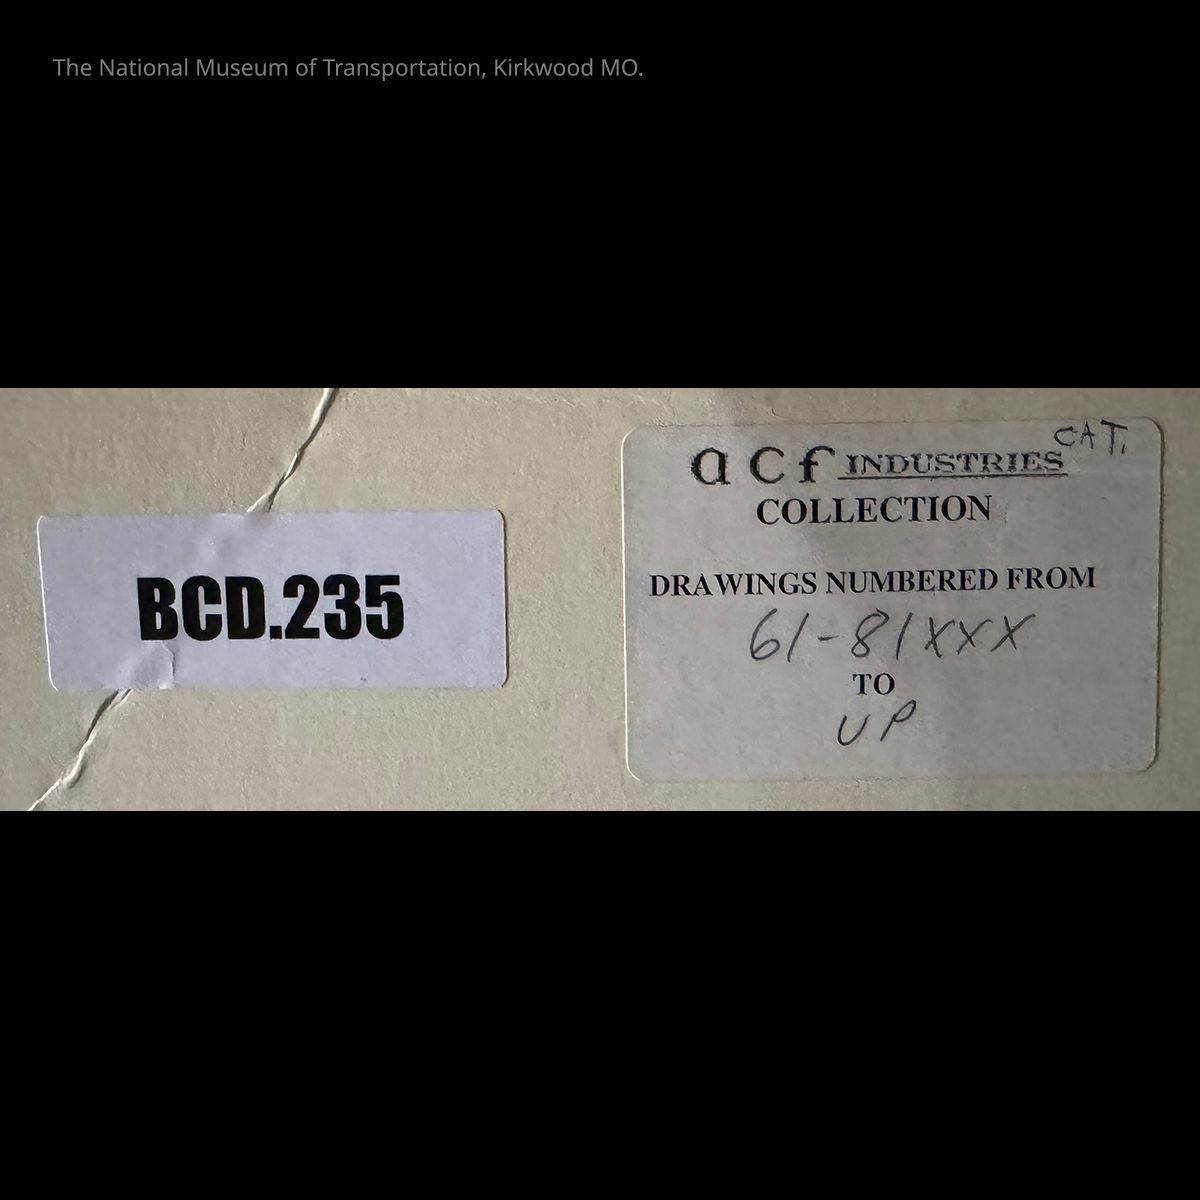 The National Museum of Transportation, Kirkwood MO.
BCD.235
CAT.
acf INDUSTRIES
COLLECTION
DRAWINGS NUMBERED FROM
61-81XXX
TO
UP